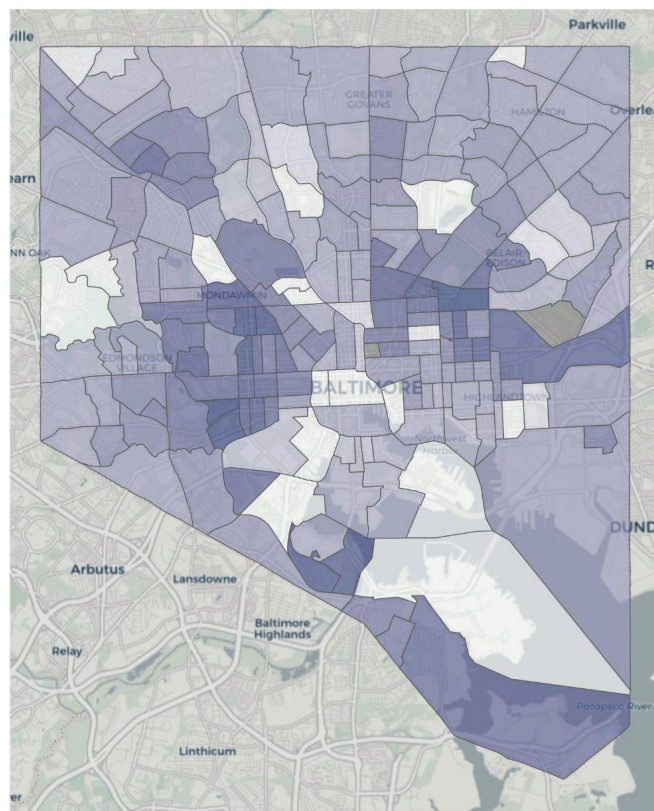 Parkville
ville
GREATER
GOVANS
HAMILTON
Overlea
earn
NN OAK
BELAIR-
EDISON
R
MONDAWMIN
EDMONDSON
VILLAGE
BALTIMORE
HIGHLANDTOWN
Northwest
Harbor
DUND
Arbutus
Lansdowne
Baltimore
Highlands
Relay
Patapsco River
Linthicum
er